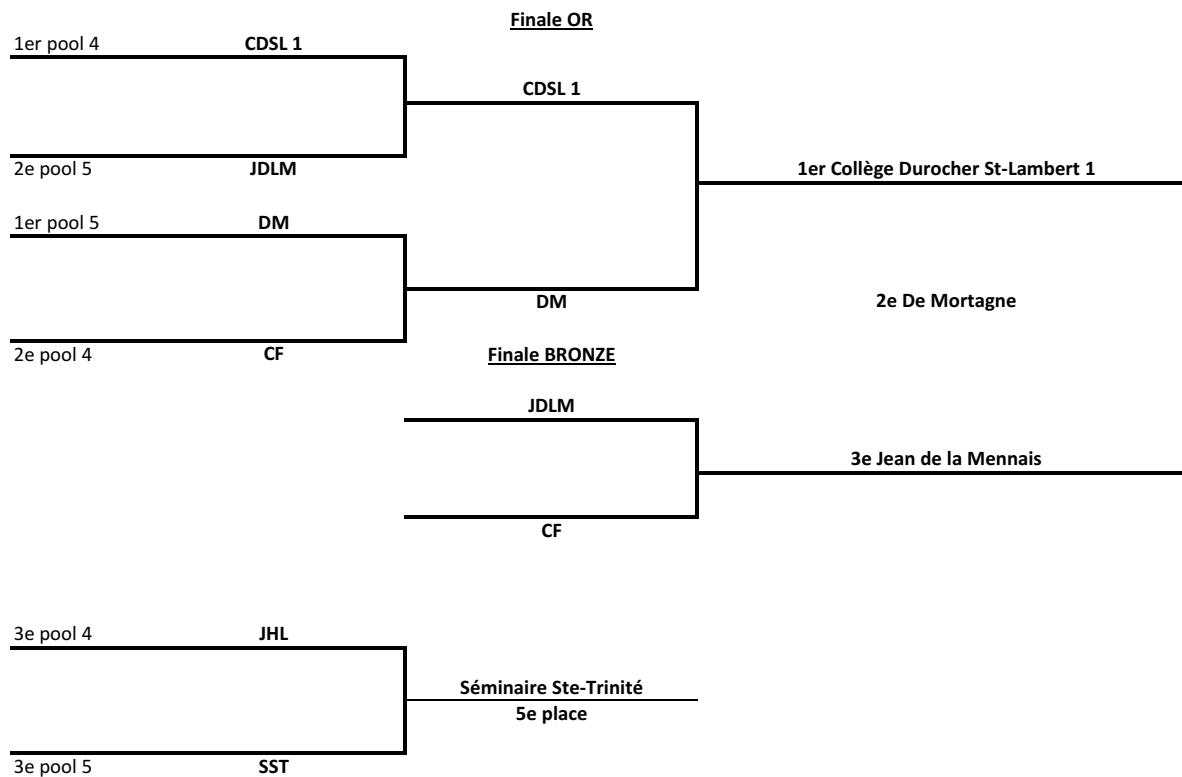 Finale OR
1er pool 4 CDSL 1
CDSL 1
2e pool 5 JDLM
1er Collège Durocher St-Lambert 1
1er pool 5 DM
DM
2e De Mortagne
2e pool 4 CF
Finale BRONZE
JDLM
3e Jean de la Mennais
CF
3e pool 4 JHL
Séminaire Ste-Trinité
5e place
3e pool 5 SST